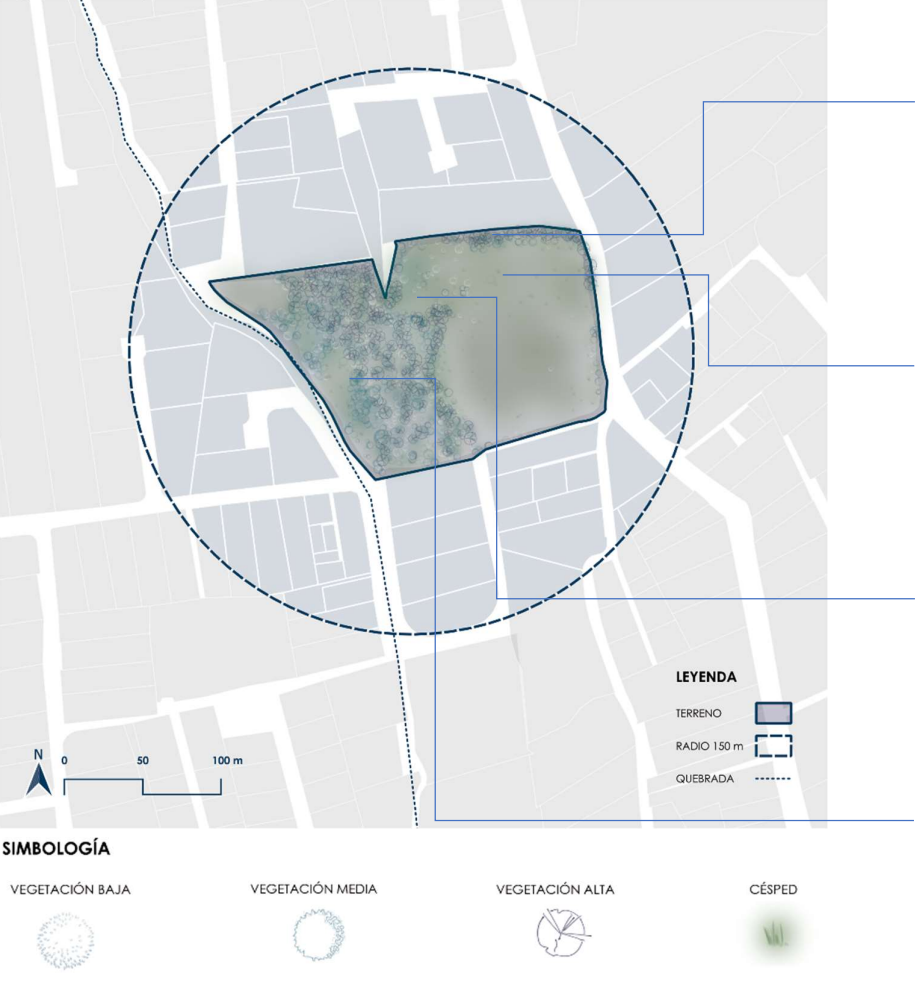 LEYENDA
TERRENO
RADIO 150 m
QUEBRADA
N
0 50 100 m
SIMBOLOGÍA
VEGETACIÓN BAJA VEGETACIÓN MEDIA VEGETACIÓN ALTA CÉSPED